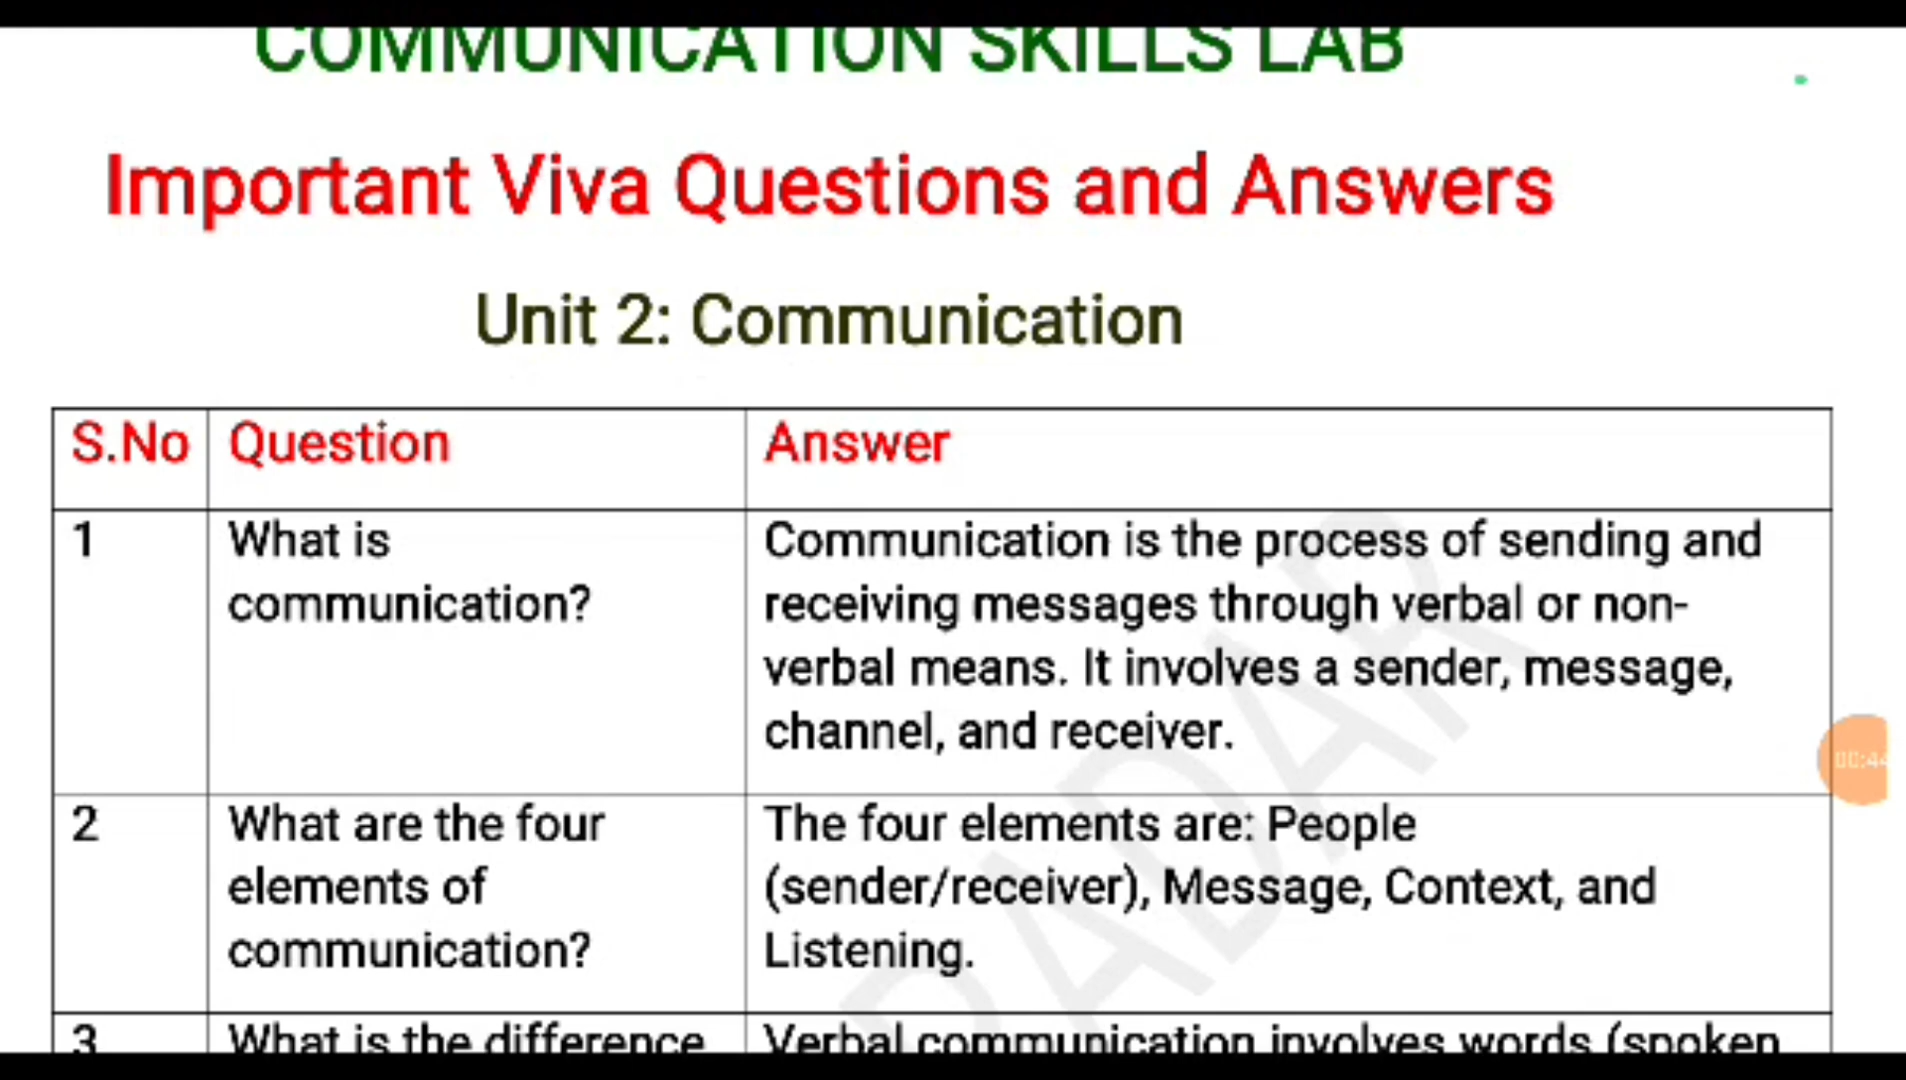 COMMUNICATION SKILLS LAB
Important Viva Questions and Answers
Unit 2: Communication
S.No Question Answer
1 What is Communication is the process of sending and
communication? receiving messages through verbal or non-
verbal means. It involves a sender, message,
channel, and receiver.
2 What are the four The four elements are: People
elements of (sender/receiver), Message, Context, and
communication? Listening.
3 What is the difference Verbal communication involves words (spoken
00:44